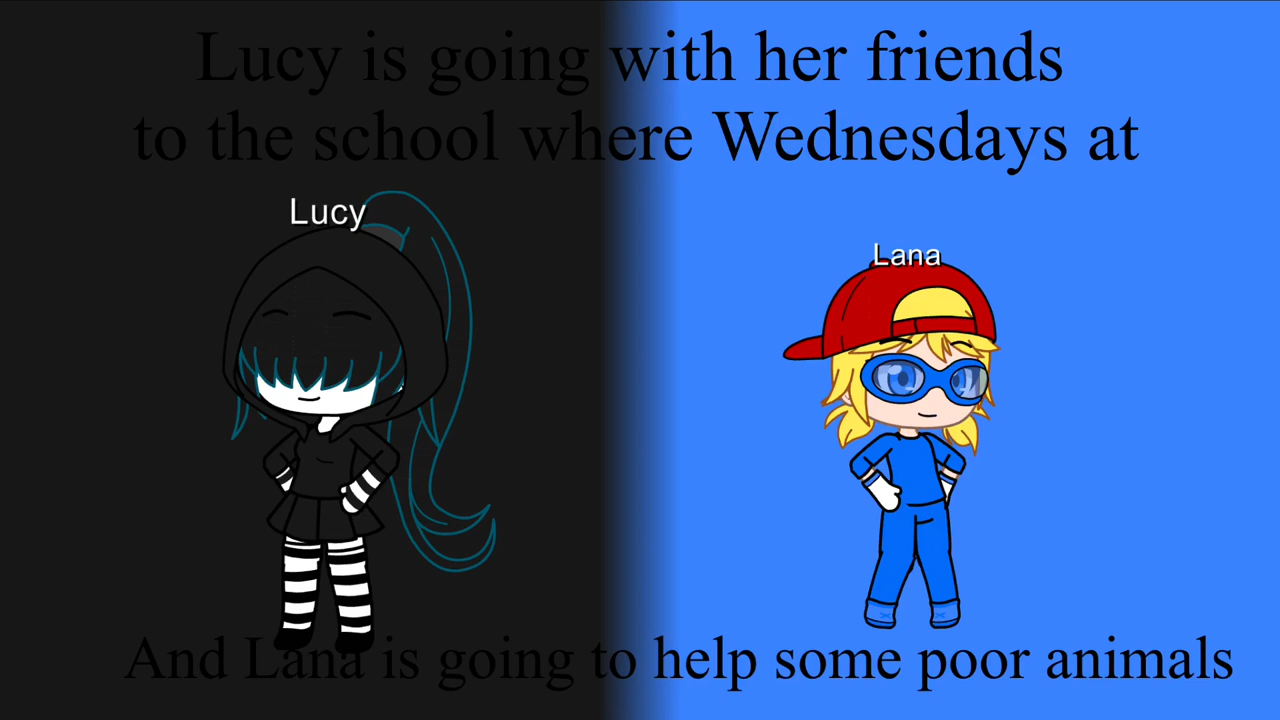 Lucy is going with her friends
to the school where Wednesdays at
Lucy
Lana
And Lana is going to help some poor animals